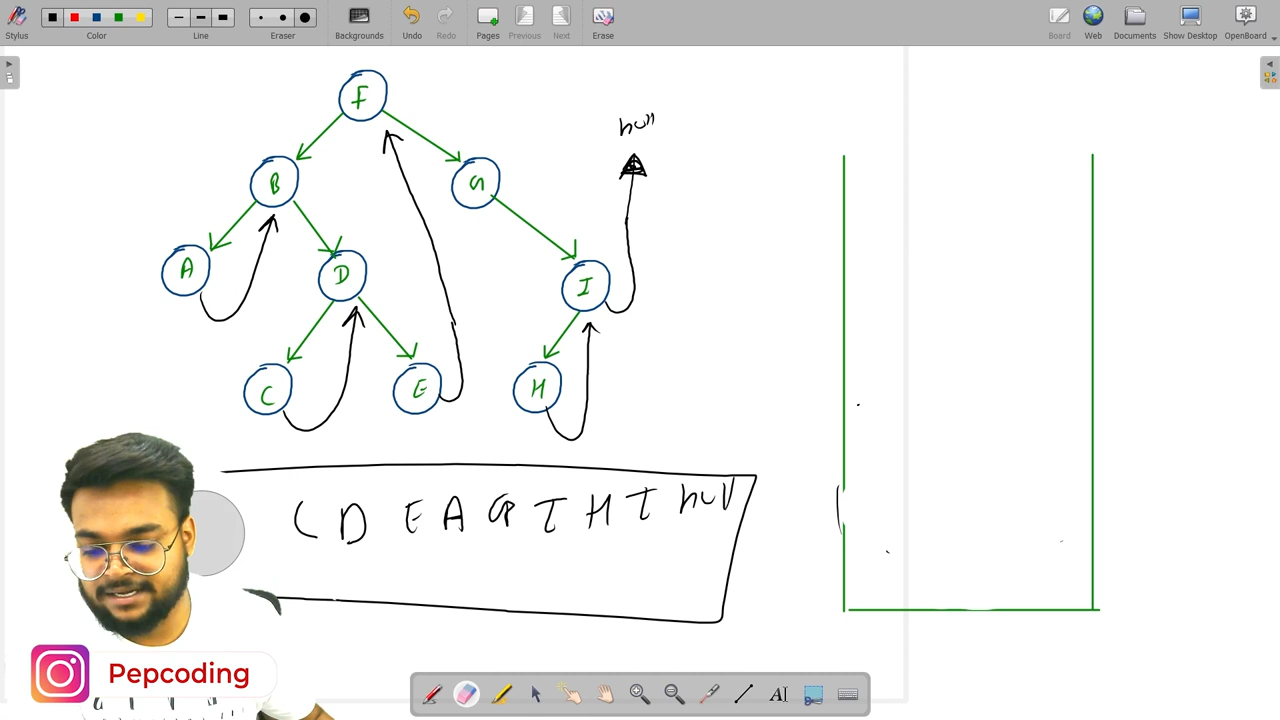 Stylus Color Line Eraser Backgrounds Undo Redo Pages Previous Next Erase Board Web Documents Show Desktop OpenBoard
F
null
B G
A D I
C E H
C D E A G I H I null
Pepcoding
AI